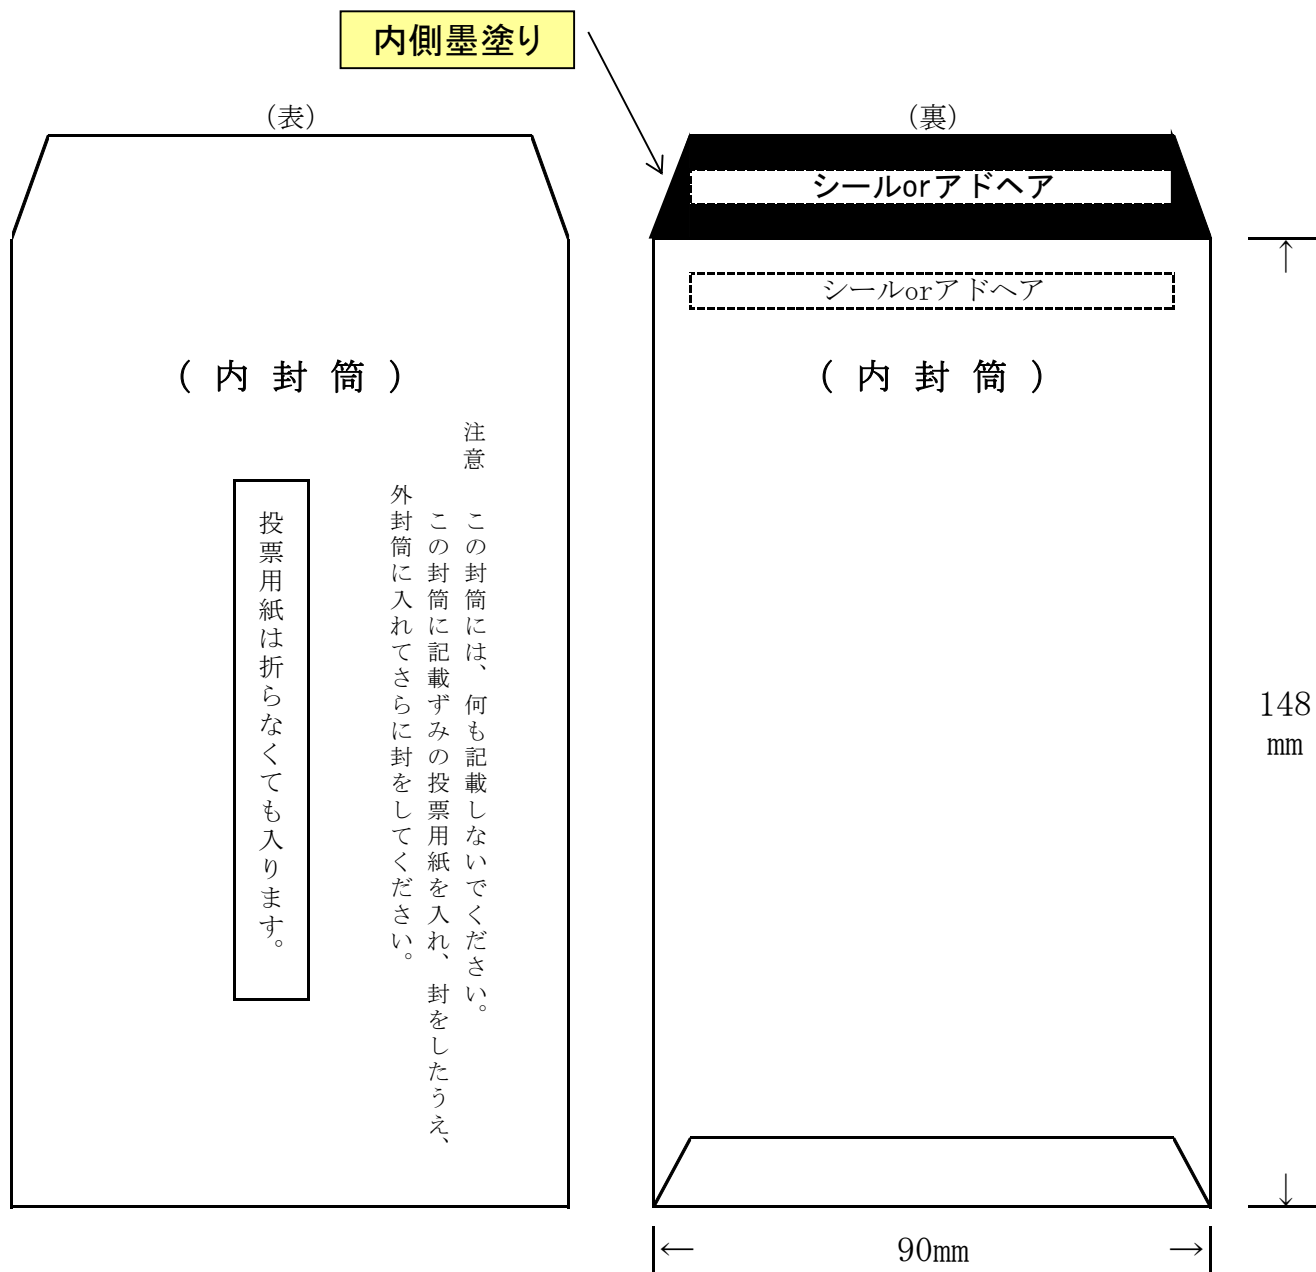 内側墨塗り
（表）
（内封筒）
注意　この封筒には、何も記載しないでください。
この封筒に記載ずみの投票用紙を入れ、封をしたうえ、
外封筒に入れてさらに封をしてください。
投票用紙は折らなくても入ります。
（裏）
シールorアドヘア
シールorアドヘア
（内封筒）
↑
148
mm
↓
← 90mm →